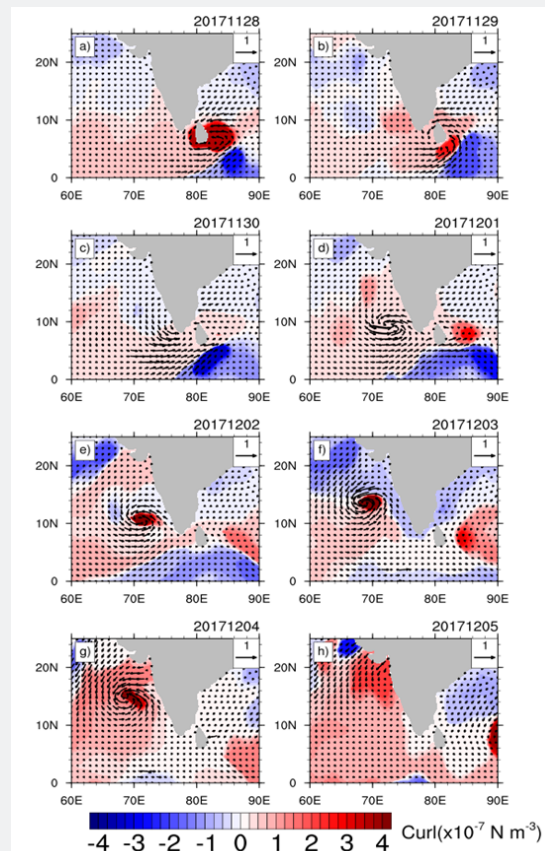 20171128
20171129
a)
1
b)
1
20N
20N
10N
10N
0
0
60E
70E
80E
90E
60E
70E
80E
90E
20171130
20171201
c)
1
d)
1
20N
20N
10N
10N
0
0
60E
70E
80E
90E
60E
70E
80E
90E
20171202
20171203
e)
1
f)
1
20N
20N
10N
10N
0
0
60E
70E
80E
90E
60E
70E
80E
90E
20171204
20171205
g)
1
h)
1
20N
20N
10N
10N
0
0
60E
70E
80E
90E
60E
70E
80E
90E
-4 -3 -2 -1 0 1 2 3 4 Curl(x10⁻⁷ N m⁻³)